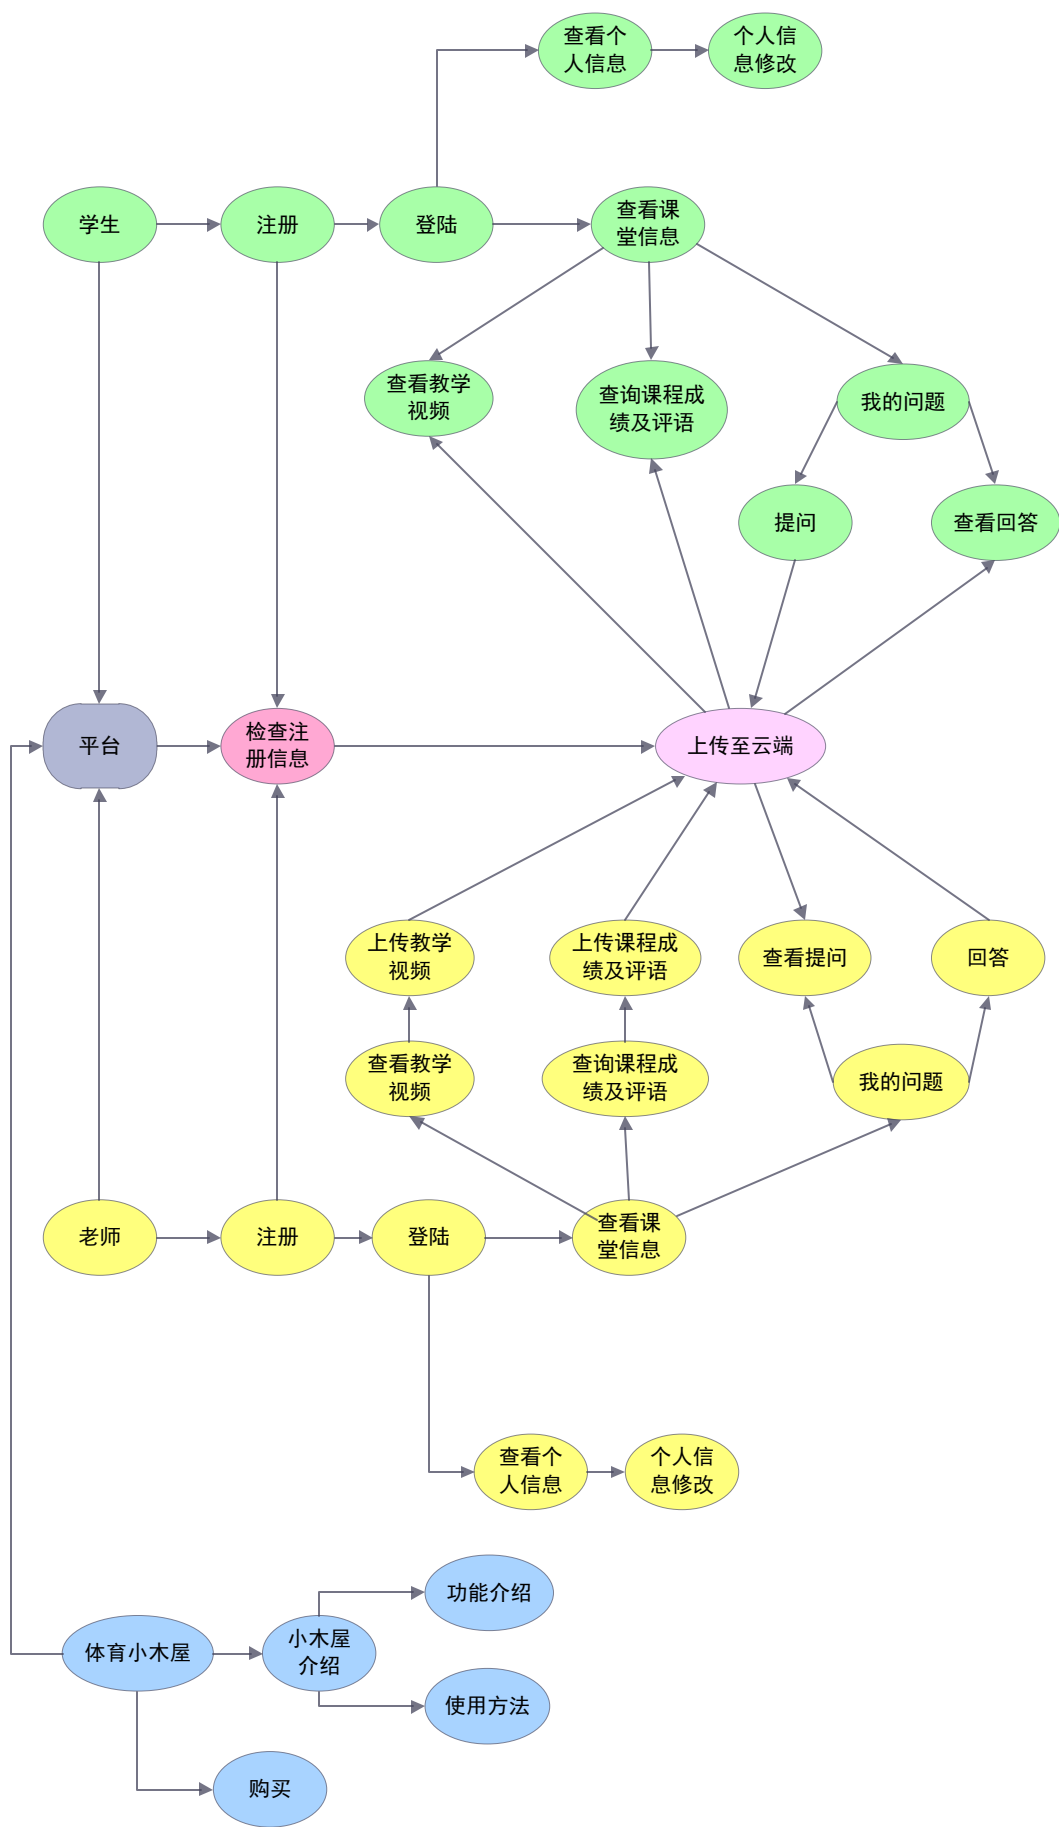 查看个
人信息
个人信
息修改
学生
注册
登陆
查看课
堂信息
查看教学
视频
查询课程成
绩及评语
我的问题
提问
查看回答
平台
检查注
册信息
上传至云端
上传教学
视频
上传课程成
绩及评语
查看提问
回答
查看教学
视频
查询课程成
绩及评语
我的问题
老师
注册
登陆
查看课
堂信息
查看个
人信息
个人信
息修改
功能介绍
体育小木屋
小木屋
介绍
使用方法
购买